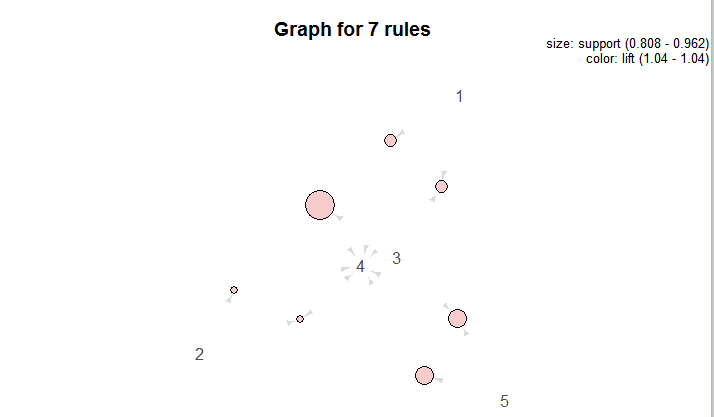 Graph for 7 rules
size: support (0.808 - 0.962)
color: lift (1.04 - 1.04)
1
3
4
2
5